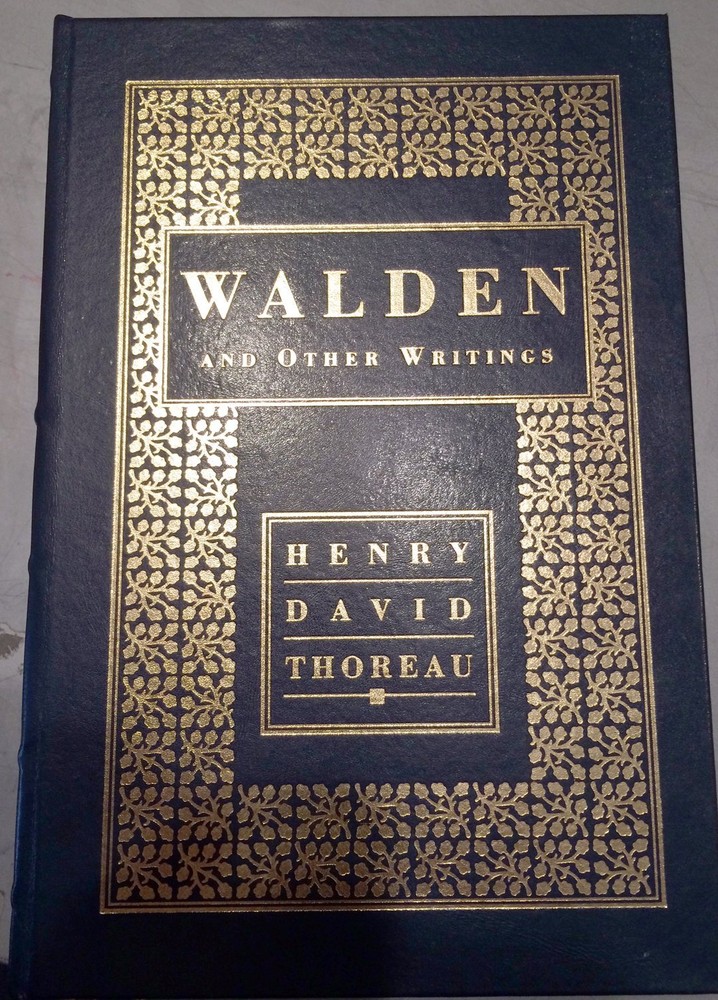 WALDEN
AND OTHER WRITINGS
HENRY
DAVID
THOREAU